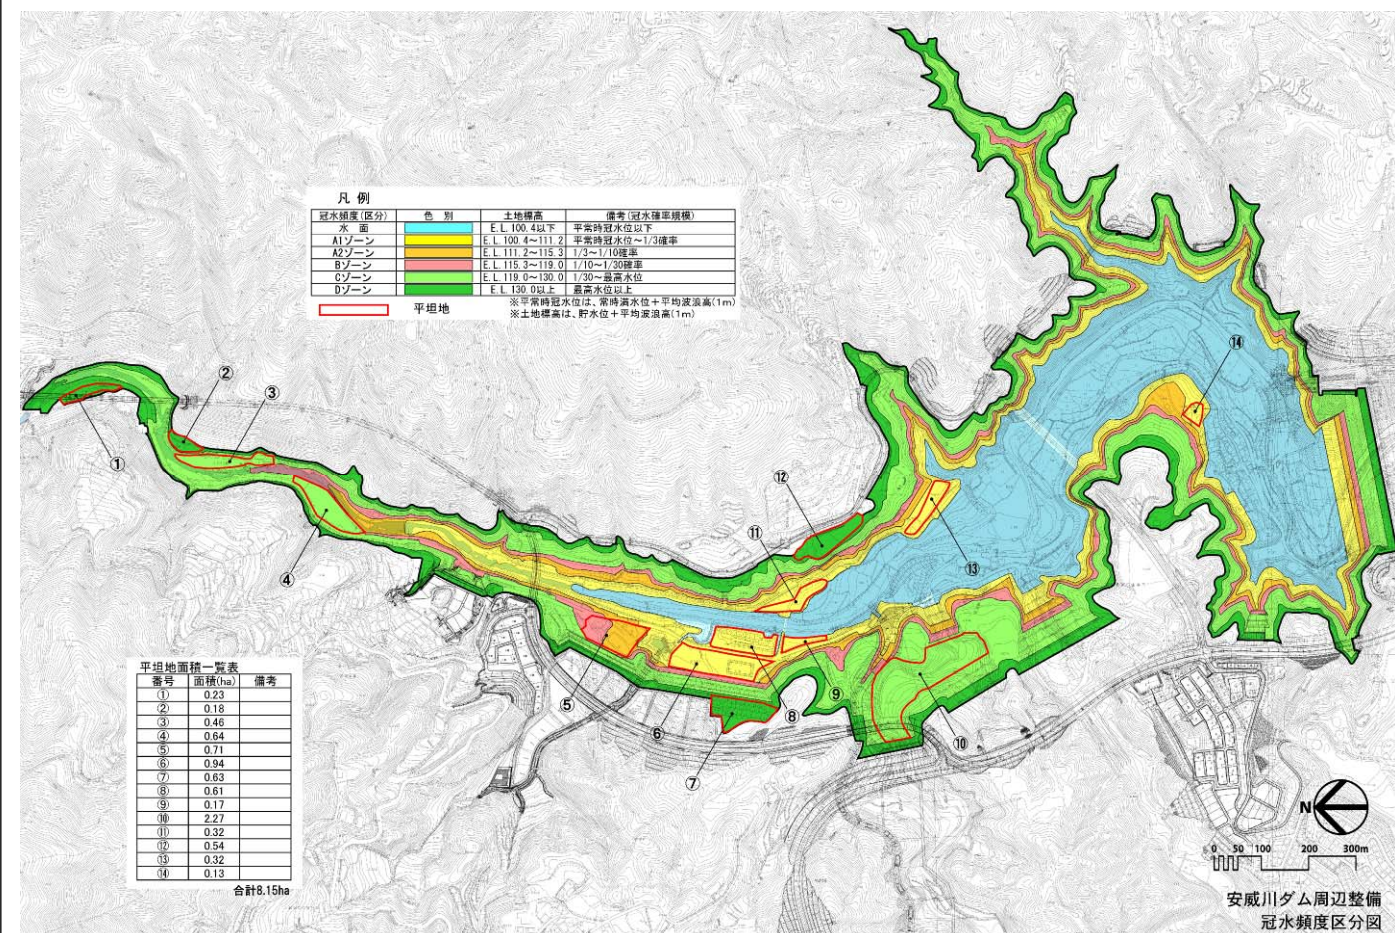 凡 例
冠水頻度(区分) 色 別 土地標高 備考(冠水確率規模)
水 面 E.L.100.4以下 平常時冠水位以下
A1ゾーン E.L.100.4～111.2 平常時冠水位～1/3確率
A2ゾーン E.L.111.2～115.3 1/3～1/10確率
Bゾーン E.L.115.3～119.0 1/10～1/30確率
Cゾーン E.L.119.0～130.0 1/30～最高水位
Dゾーン E.L.130.0以上 最高水位以上
平坦地
※平常時冠水位は、常時満水位＋平均波浪高(1m)
※土地標高は、貯水位＋平均波浪高(1m)
①
②
③
④
⑤
⑥
⑦
⑧
⑨
⑩
⑪
⑫
⑬
⑭
平坦地面積一覧表
番号 面積(ha) 備考
① 0.23
② 0.18
③ 0.46
④ 0.64
⑤ 0.71
⑥ 0.94
⑦ 0.63
⑧ 0.61
⑨ 0.17
⑩ 2.27
⑪ 0.32
⑫ 0.54
⑬ 0.32
⑭ 0.13
合計8.15ha
N
0 50 100 200 300m
安威川ダム周辺整備
冠水頻度区分図